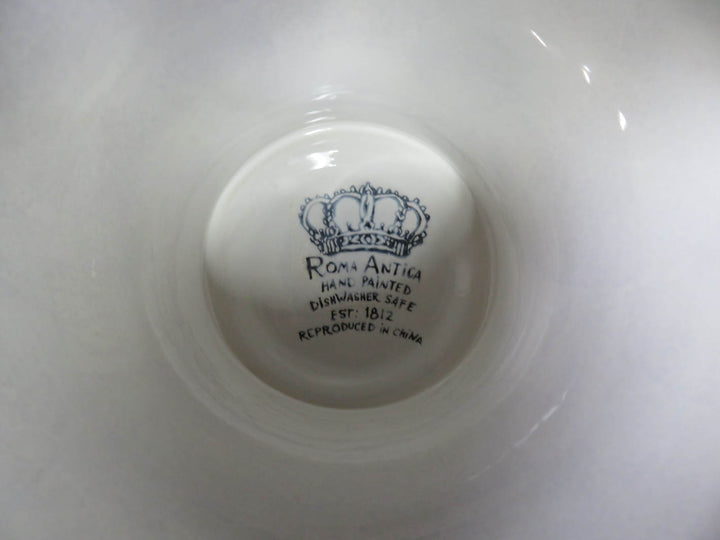 ROMA ANTICA
HAND PAINTED
DISHWASHER SAFE
EST: 1812
REPRODUCED IN CHINA